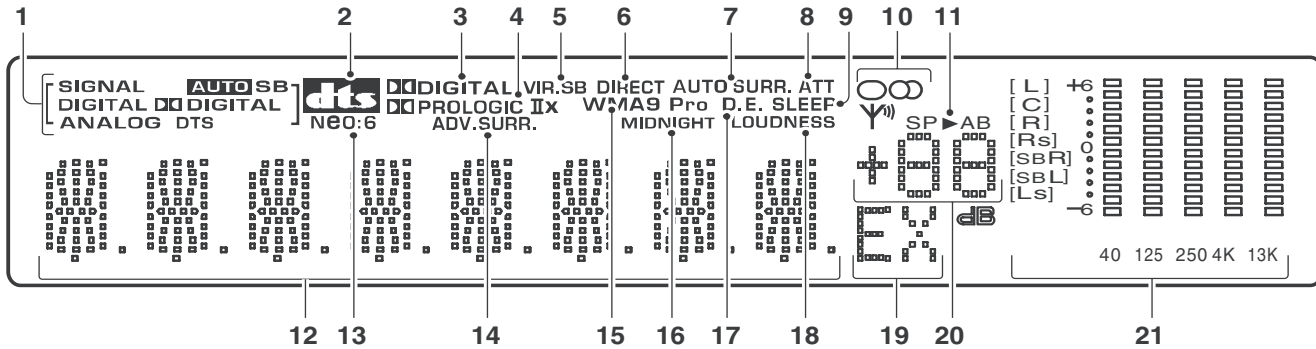 1 2 3 4 5 6 7 8 9 10 11
SIGNAL AUTO SB dts DIGITAL VIR.SB DIRECT AUTO SURR. ATT
DIGITAL DIGITAL PROLOGIC IIx WMA9 Pro D.E. SLEEP
ANALOG DTS Neo:6 ADV.SURR. MIDNIGHT LOUDNESS
SP ►AB
+88
EX dB
[ L ] +6
[ C ]
[ R ]
[Rs] 0
[SBR]
[SBL]
[Ls] −6
40 125 250 4K 13K
12 13 14 15 16 17 18 19 20 21